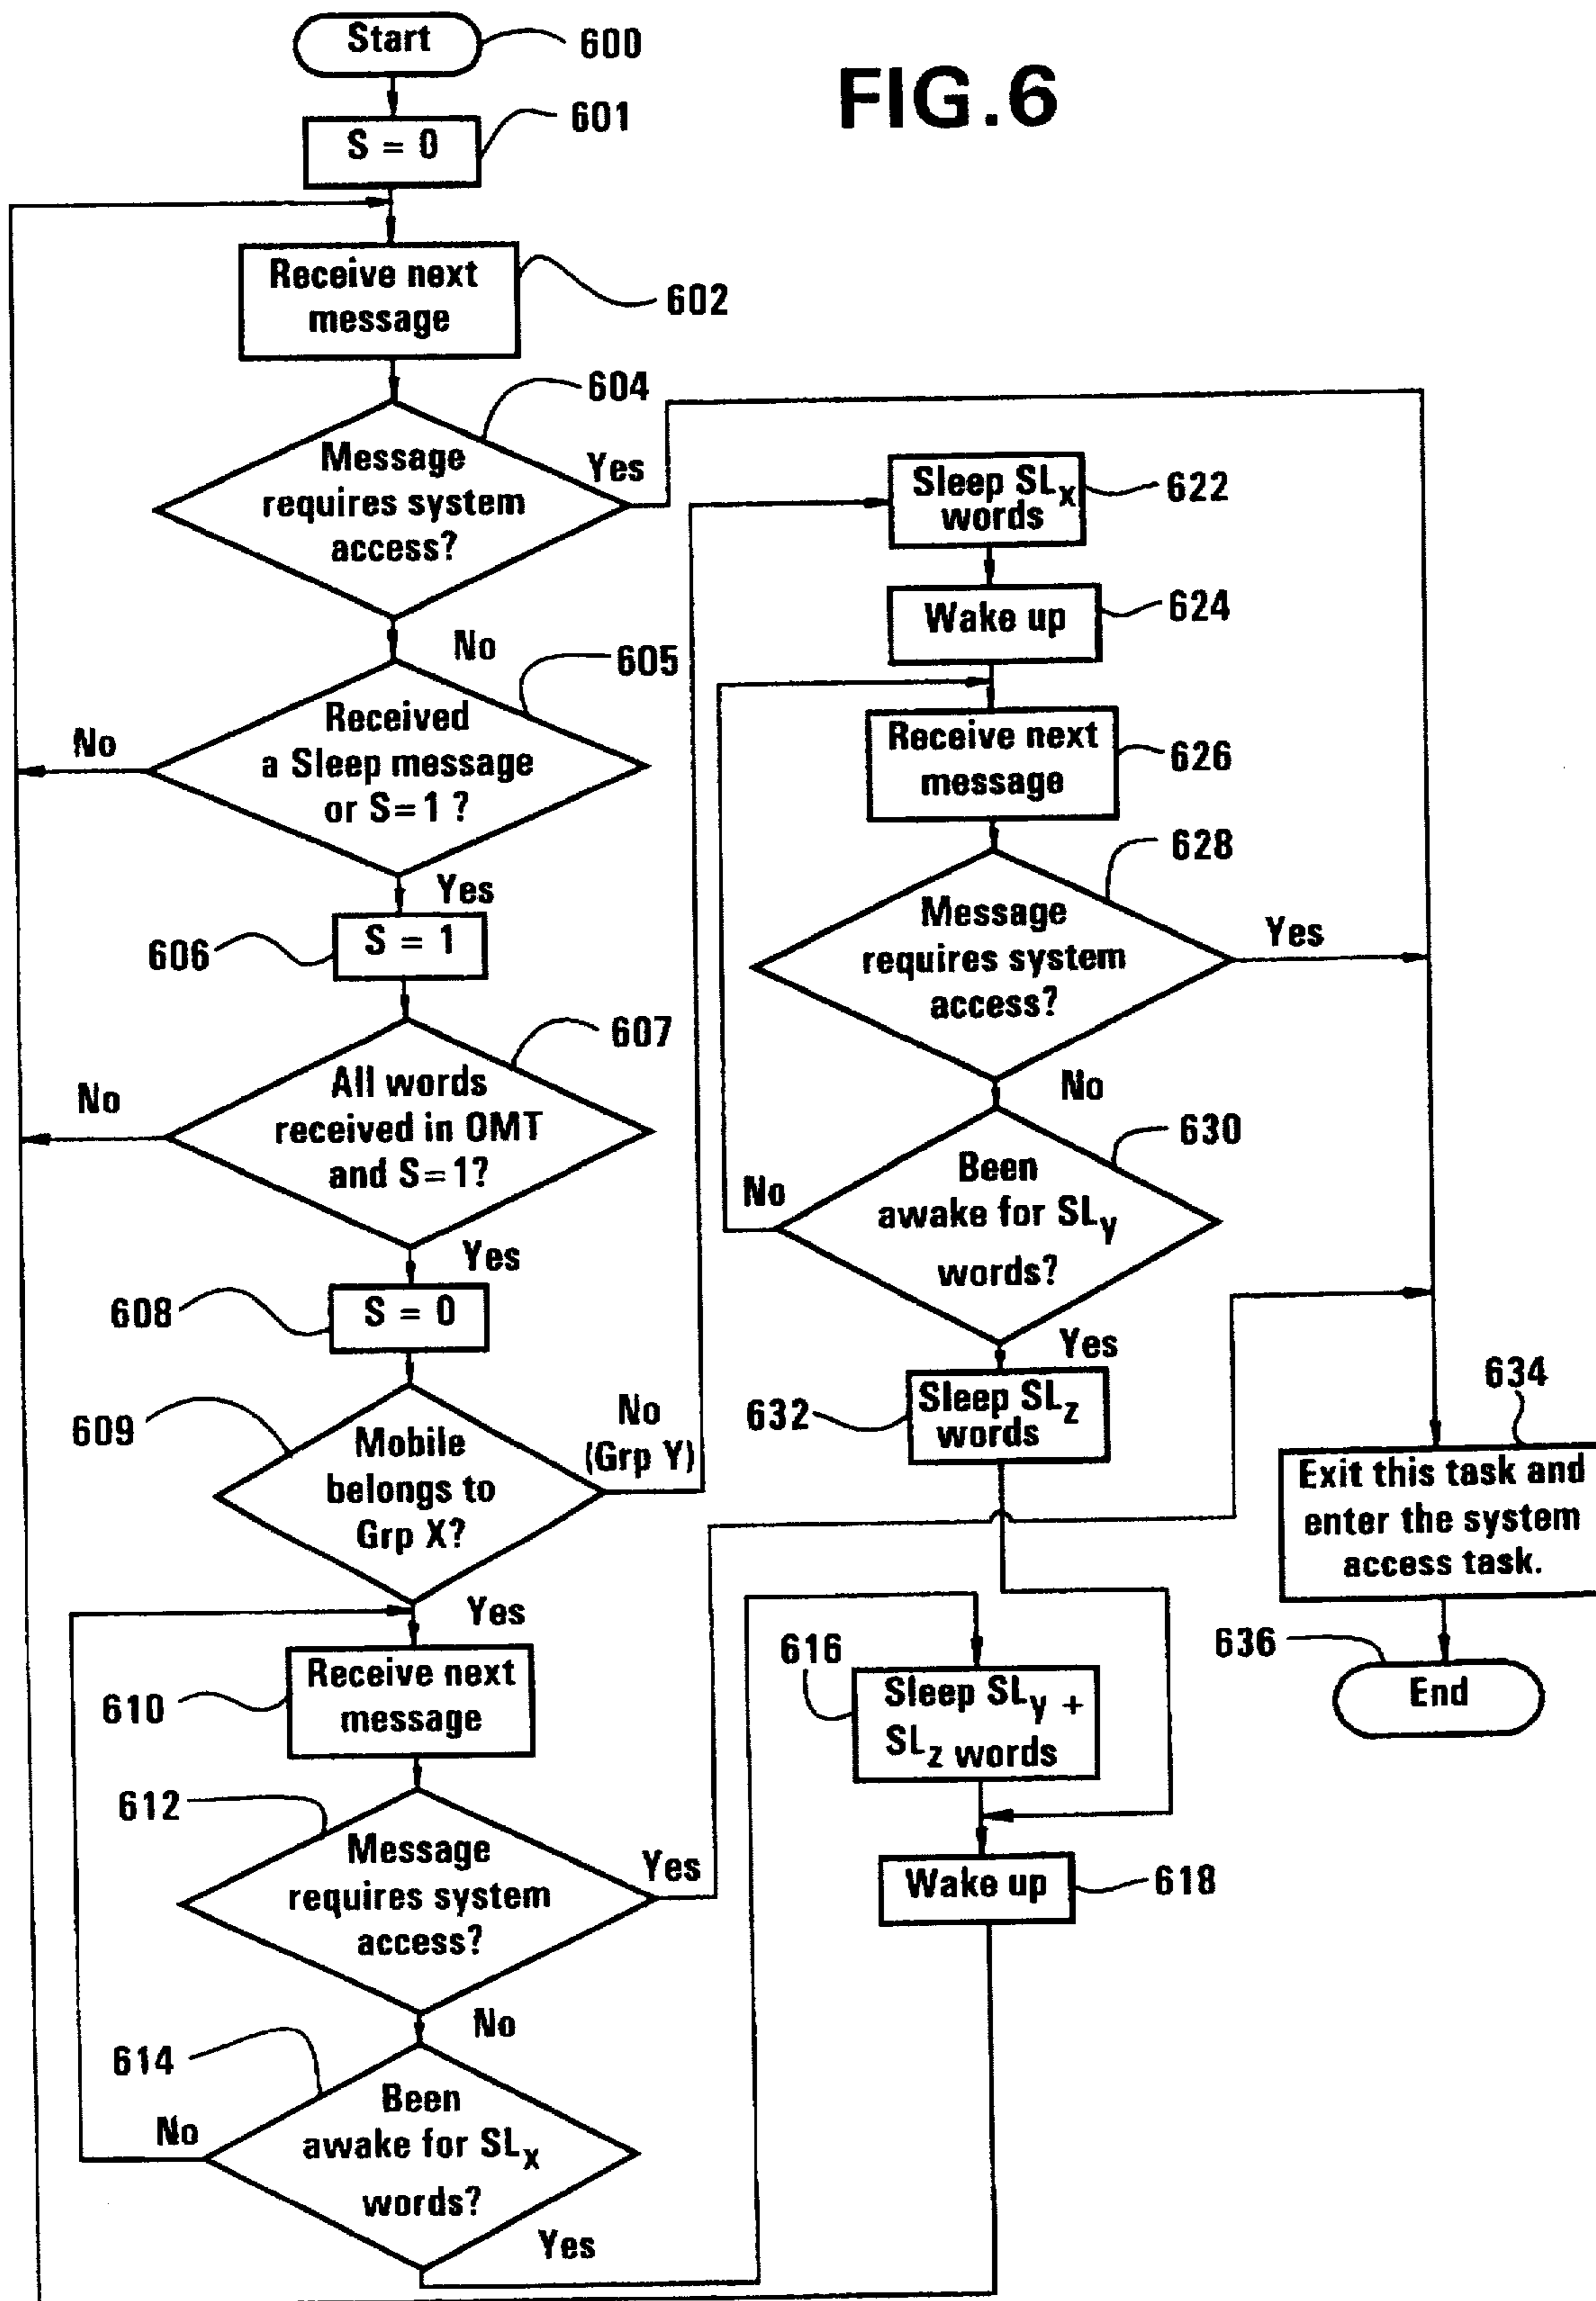 FIG.6
Start
600
S = 0
601
Receive next
message
602
Message
requires system
access?
604
Yes
No
Received
a Sleep message
or S=1 ?
605
No
Yes
S = 1
606
All words
received in OMT
and S=1?
607
No
Yes
S = 0
608
Mobile
belongs to
Grp X?
609
No
(Grp Y)
Yes
Receive next
message
610
Message
requires system
access?
612
Yes
No
Been
awake for SLx
words?
614
No
Yes
Sleep SLx
words
622
Wake up
624
Receive next
message
626
Message
requires system
access?
628
Yes
No
Been
awake for SLy
words?
630
No
Yes
Sleep SLz
words
632
Sleep SLy +
SLz words
616
Wake up
618
634
Exit this task and
enter the system
access task.
636
End